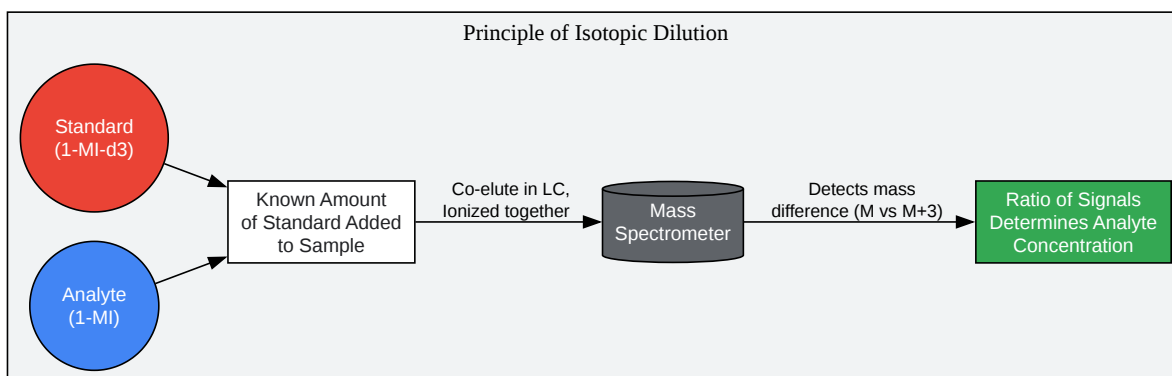 Principle of Isotopic Dilution
Standard
(1-MI-d3)
Analyte
(1-MI)
Known Amount
of Standard Added
to Sample
Co-elute in LC,
Ionized together
Mass
Spectrometer
Detects mass
difference (M vs M+3)
Ratio of Signals
Determines Analyte
Concentration